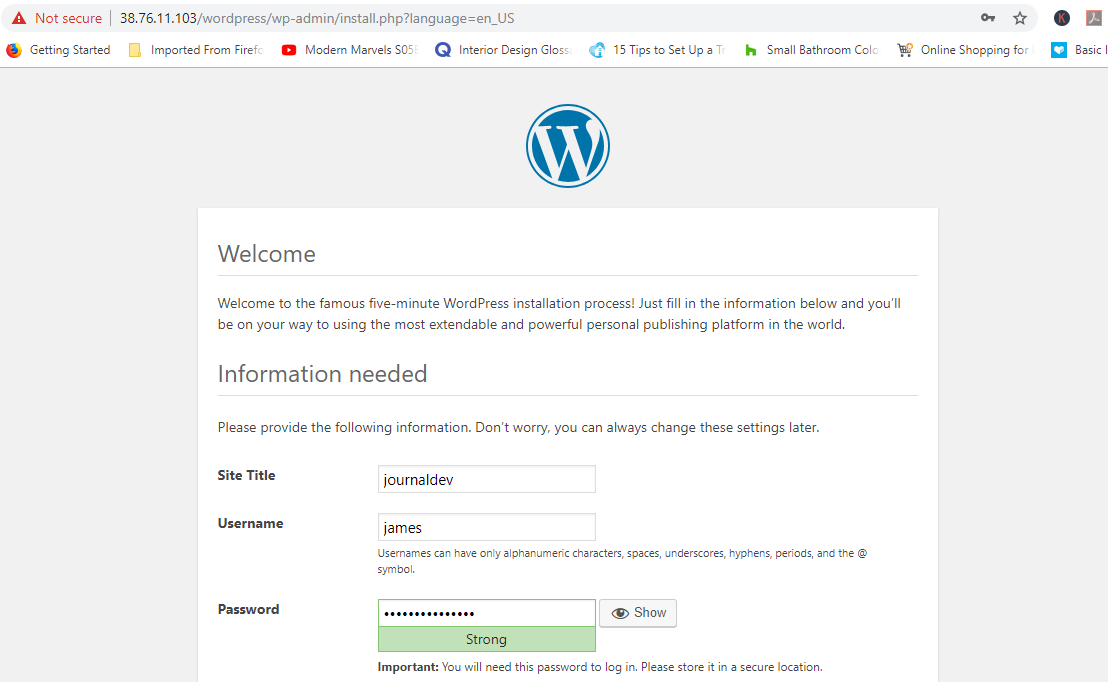 Not secure | 38.76.11.103/wordpress/wp-admin/install.php?language=en_US
Getting Started Imported From Firefo Modern Marvels S05E Interior Design Gloss 15 Tips to Set Up a Tr Small Bathroom Colo Online Shopping for Basic
Welcome
Welcome to the famous five-minute WordPress installation process! Just fill in the information below and you’ll
be on your way to using the most extendable and powerful personal publishing platform in the world.
Information needed
Please provide the following information. Don’t worry, you can always change these settings later.
Site Title journaldev
Username james
Usernames can have only alphanumeric characters, spaces, underscores, hyphens, periods, and the @
symbol.
Password ••••••••••••••• Show
Strong
Important: You will need this password to log in. Please store it in a secure location.